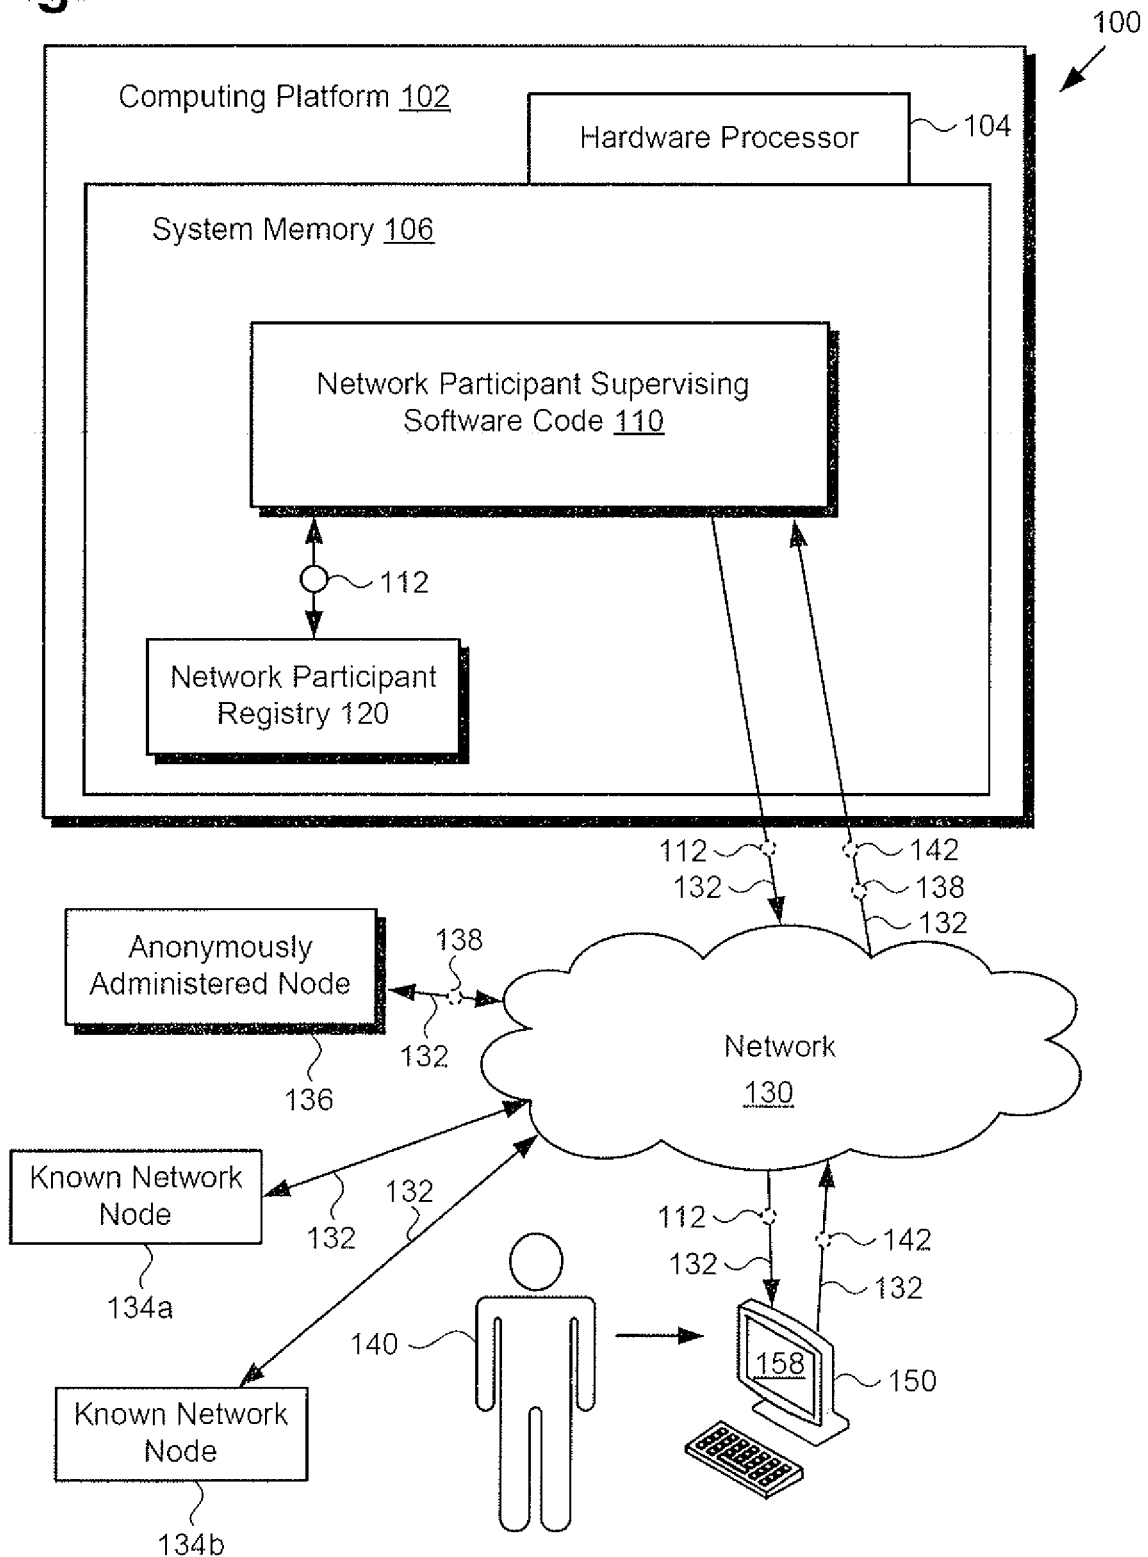 100
Computing Platform 102
Hardware Processor
104
System Memory 106
Network Participant Supervising
Software Code 110
112
Network Participant
Registry 120
112
142
132
138
132
Anonymously
Administered Node
138
132
136
Network
130
Known Network
Node
132
132
134a
112
142
132
132
140
158
150
Known Network
Node
134b